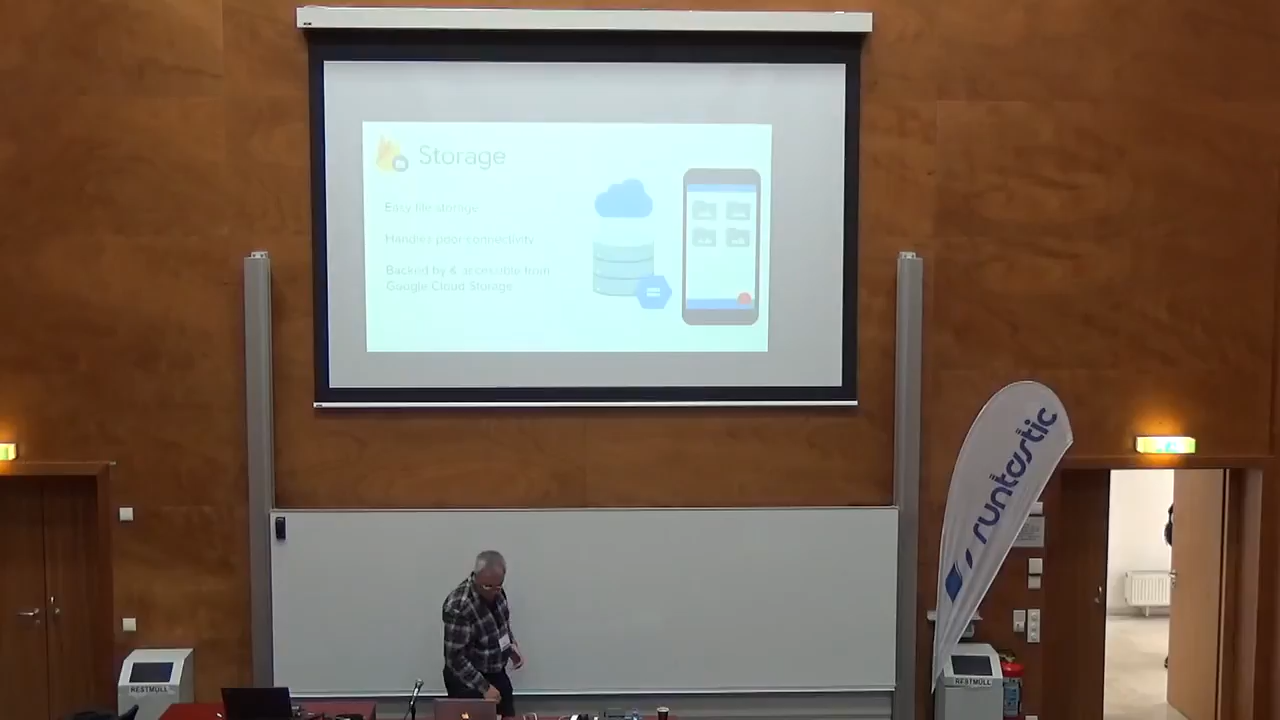 Storage
Easy file storage
Handles poor connectivity
Backed by & accessible from
Google Cloud Storage
runtastic
RESTMÜLL
RESTMÜLL